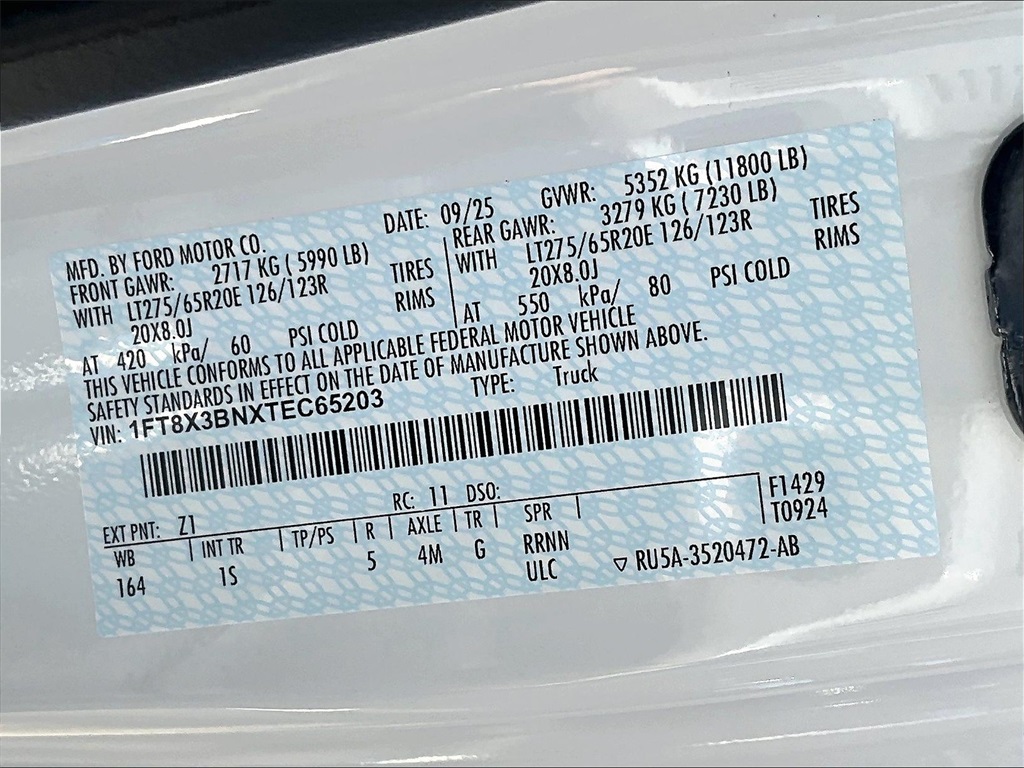 MFD. BY FORD MOTOR CO. DATE: 09/25 GVWR: 5352 KG (11800 LB)
FRONT GAWR: 2717 KG ( 5990 LB) REAR GAWR: 3279 KG ( 7230 LB)
WITH LT275/65R20E 126/123R TIRES WITH LT275/65R20E 126/123R TIRES
20X8.0J RIMS 20X8.0J RIMS
AT 420 kPa/ 60 PSI COLD AT 550 kPa/ 80 PSI COLD
THIS VEHICLE CONFORMS TO ALL APPLICABLE FEDERAL MOTOR VEHICLE
SAFETY STANDARDS IN EFFECT ON THE DATE OF MANUFACTURE SHOWN ABOVE.
VIN: 1FT8X3BNXTEC65203 TYPE: Truck
EXT PNT: Z1 RC: 11 DSO: F1429
WB INT TR TP/PS R AXLE TR SPR T0924
164 1S 5 4M G RRNN
ULC RU5A-3520472-AB